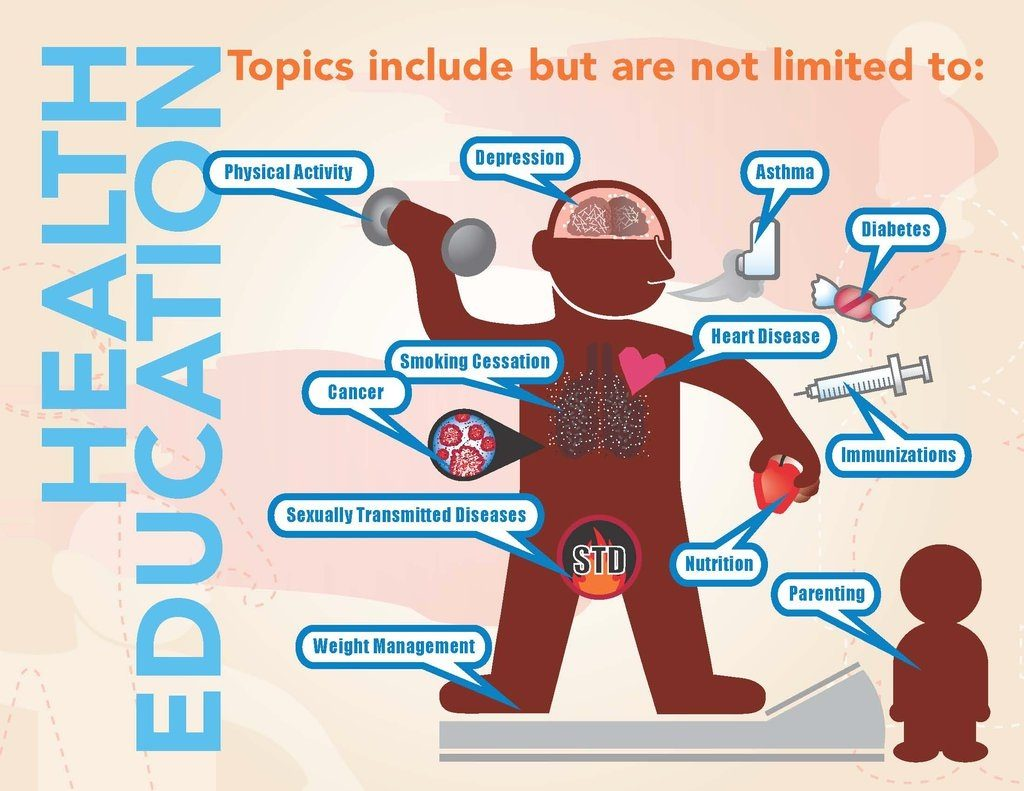 HEALTH
EDUCATION
Topics include but are not limited to:
Physical Activity
Depression
Asthma
Diabetes
Heart Disease
Smoking Cessation
Cancer
Immunizations
Sexually Transmitted Diseases
STD
Nutrition
Parenting
Weight Management